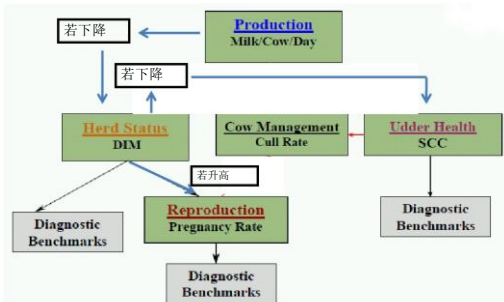 若下降
Production
Milk/Cow/Day
若下降
Herd Status
DIM
Cow Management
Cull Rate
Udder Health
SCC
若升高
Diagnostic
Benchmarks
Reproduction
Pregnancy Rate
Diagnostic
Benchmarks
Diagnostic
Benchmarks